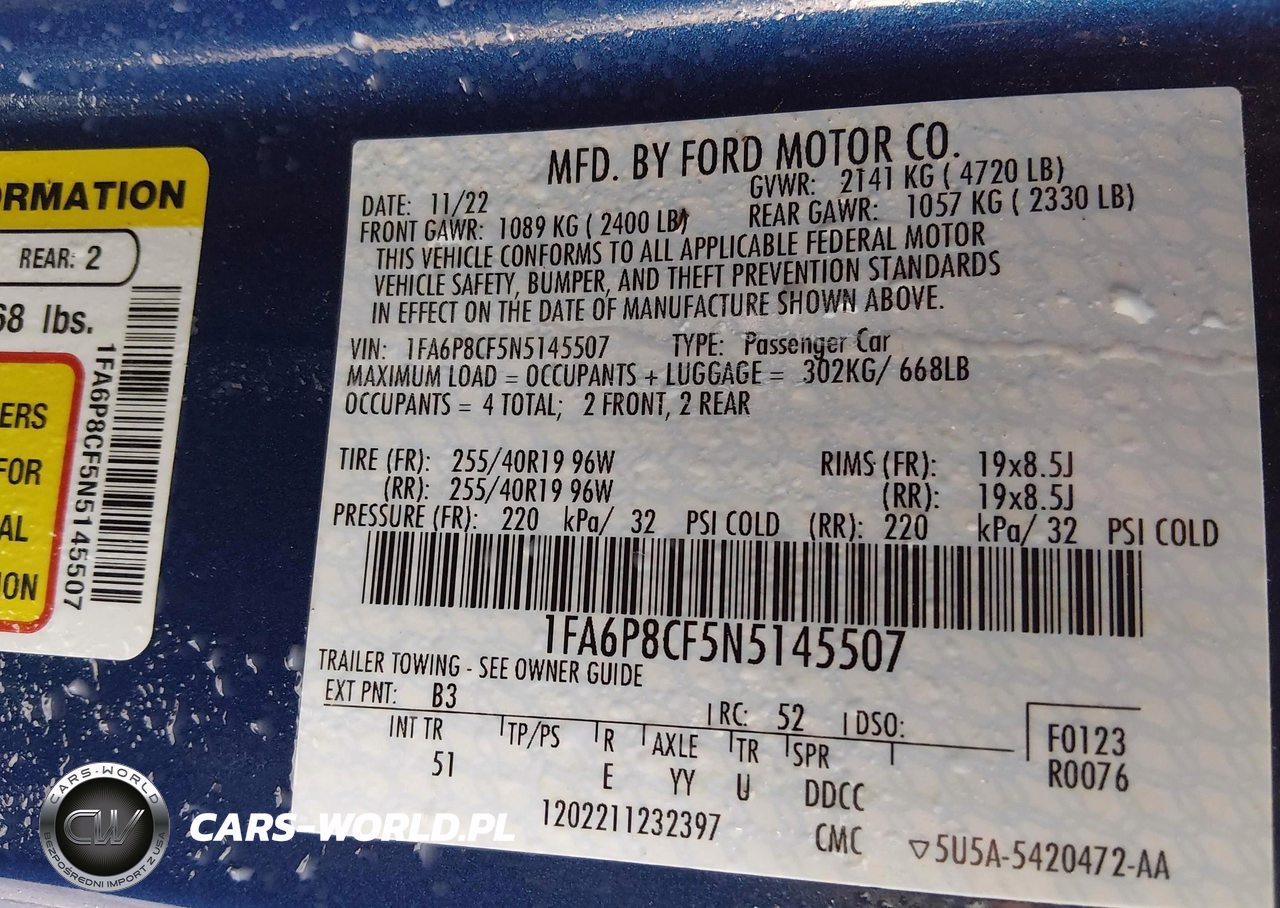 RMATION
REAR: 2
68 lbs.
1FA6P8CF5N5145507
ERS
FOR
AL
ION
MFD. BY FORD MOTOR CO.
DATE: 11/22 GVWR: 2141 KG ( 4720 LB)
FRONT GAWR: 1089 KG ( 2400 LB) REAR GAWR: 1057 KG ( 2330 LB)
THIS VEHICLE CONFORMS TO ALL APPLICABLE FEDERAL MOTOR
VEHICLE SAFETY, BUMPER, AND THEFT PREVENTION STANDARDS
IN EFFECT ON THE DATE OF MANUFACTURE SHOWN ABOVE.
VIN: 1FA6P8CF5N5145507 TYPE: Passenger Car
MAXIMUM LOAD = OCCUPANTS + LUGGAGE = 302KG/ 668LB
OCCUPANTS = 4 TOTAL; 2 FRONT, 2 REAR
TIRE (FR): 255/40R19 96W RIMS (FR): 19x8.5J
(RR): 255/40R19 96W (RR): 19x8.5J
PRESSURE (FR): 220 kPa/ 32 PSI COLD (RR): 220 kPa/ 32 PSI COLD
1FA6P8CF5N5145507
TRAILER TOWING - SEE OWNER GUIDE
EXT PNT: B3 RC: 52 DSO: F0123
INT TR TP/PS R AXLE TR SPR R0076
51 E YY U DDCC
1202211232397 CMC ▽5U5A-5420472-AA
CARS-WORLD
CW
BEZPOŚREDNI IMPORT Z USA
CARS-WORLD.PL